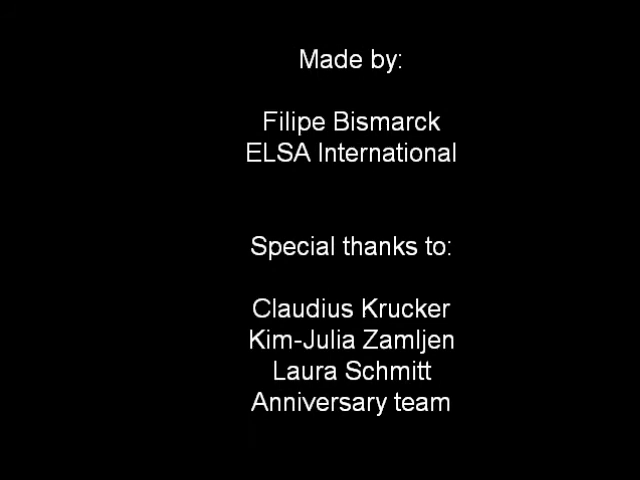 Made by:
Filipe Bismarck
ELSA International
Special thanks to:
Claudius Krucker
Kim-Julia Zamljen
Laura Schmitt
Anniversary team